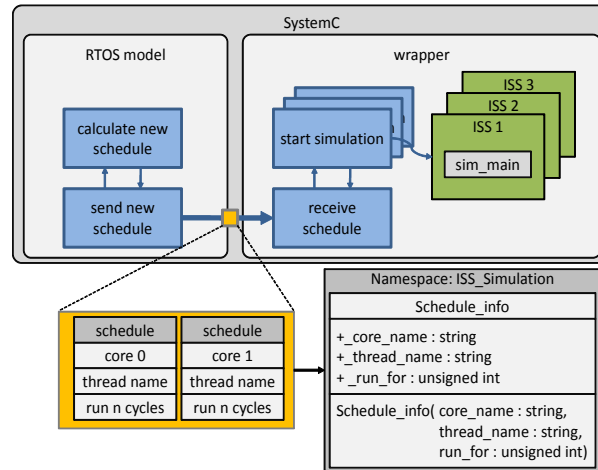 SystemC
RTOS model
wrapper
calculate new
schedule
send new
schedule
start simulation
receive
schedule
ISS 3
ISS 2
ISS 1
sim_main
schedule
core 0
thread name
run n cycles
schedule
core 1
thread name
run n cycles
Namespace: ISS_Simulation
Schedule_info
+_core_name : string
+_thread_name : string
+ _run_for : unsigned int
Schedule_info( core_name : string,
thread_name : string,
run_for : unsigned int)